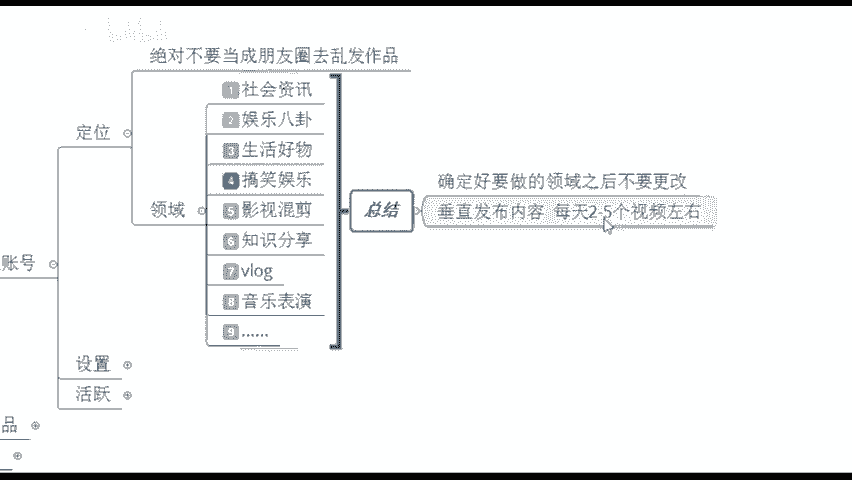 绝对不要当成朋友圈去乱发作品
1 社会资讯
2 娱乐八卦
定位
3 生活好物
4 搞笑娱乐
确定好要做的领域之后不要更改
领域
5 影视混剪
总结
垂直发布内容 每天2-5个视频左右
6 知识分享
账号
7 vlog
8 音乐表演
9 ......
设置
活跃
品